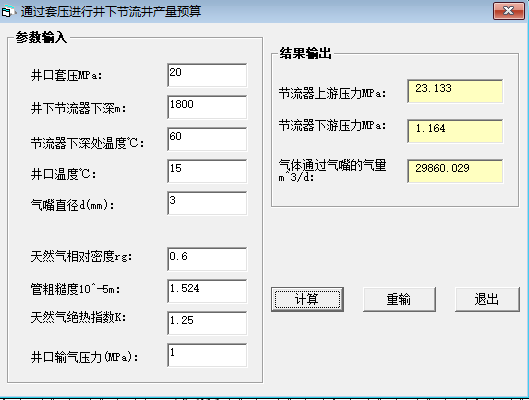 通过套压进行井下节流井产量预算
参数输入
井口套压MPa:
20
井下节流器下深m:
1800
节流器下深处温度℃:
60
井口温度℃:
15
气嘴直径d(mm):
3
天然气相对密度rg:
0.6
管粗糙度10^-5m:
1.524
天然气绝热指数K:
1.25
井口输气压力(MPa):
1
结果输出
节流器上游压力MPa:
23.133
节流器下游压力MPa:
1.164
气体通过气嘴的气量
m^3/d:
29860.029
计算
重输
退出